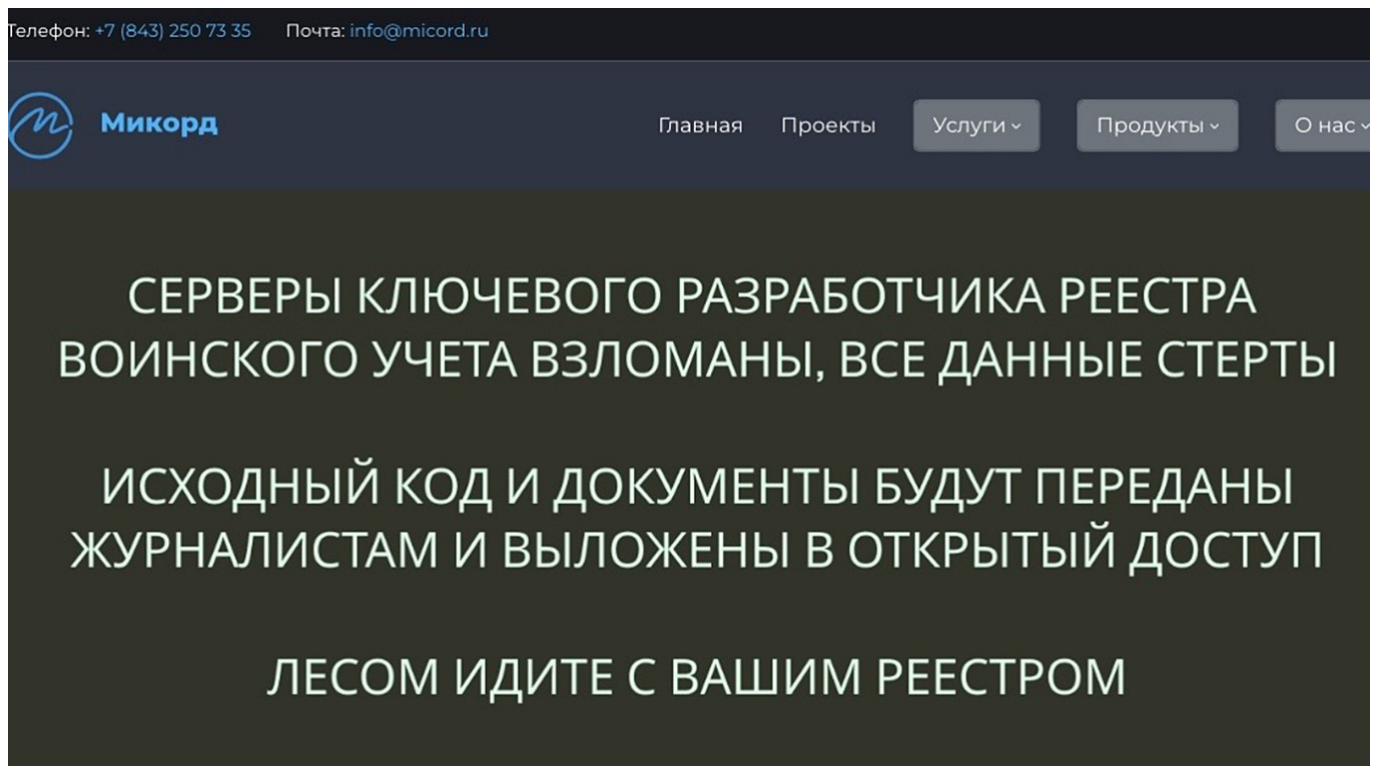 Телефон: +7 (843) 250 73 35 Почта: info@micord.ru
Микорд Главная Проекты Услуги Продукты О нас
СЕРВЕРЫ КЛЮЧЕВОГО РАЗРАБОТЧИКА РЕЕСТРА
ВОИНСКОГО УЧЕТА ВЗЛОМАНЫ, ВСЕ ДАННЫЕ СТЕРТЫ
ИСХОДНЫЙ КОД И ДОКУМЕНТЫ БУДУТ ПЕРЕДАНЫ
ЖУРНАЛИСТАМ И ВЫЛОЖЕНЫ В ОТКРЫТЫЙ ДОСТУП
ЛЕСОМ ИДИТЕ С ВАШИМ РЕЕСТРОМ